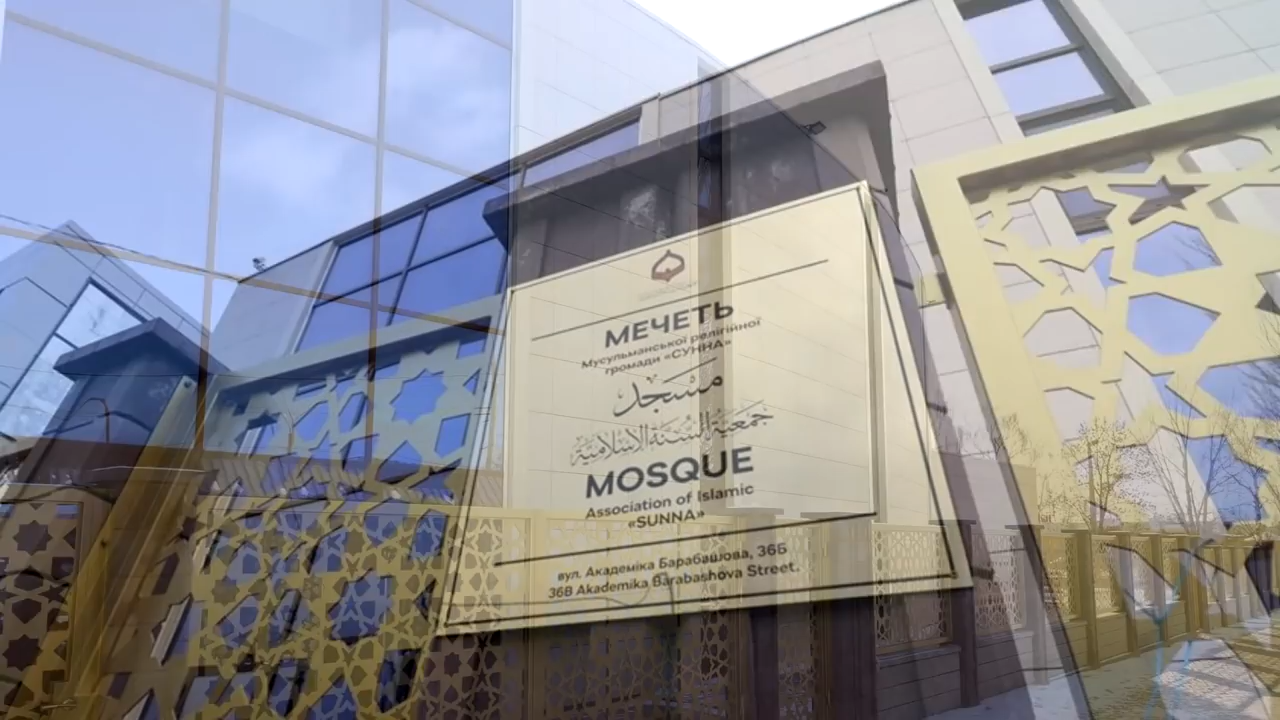 МЕЧЕТЬ
Мусульманської релігійної
громади «СУННА»
مسجد
جمعية السنة الإسلامية
MOSQUE
Association of Islamic
«SUNNA»
вул. Академіка Барабашова, 36Б
36B Akademika Barabashova Street.